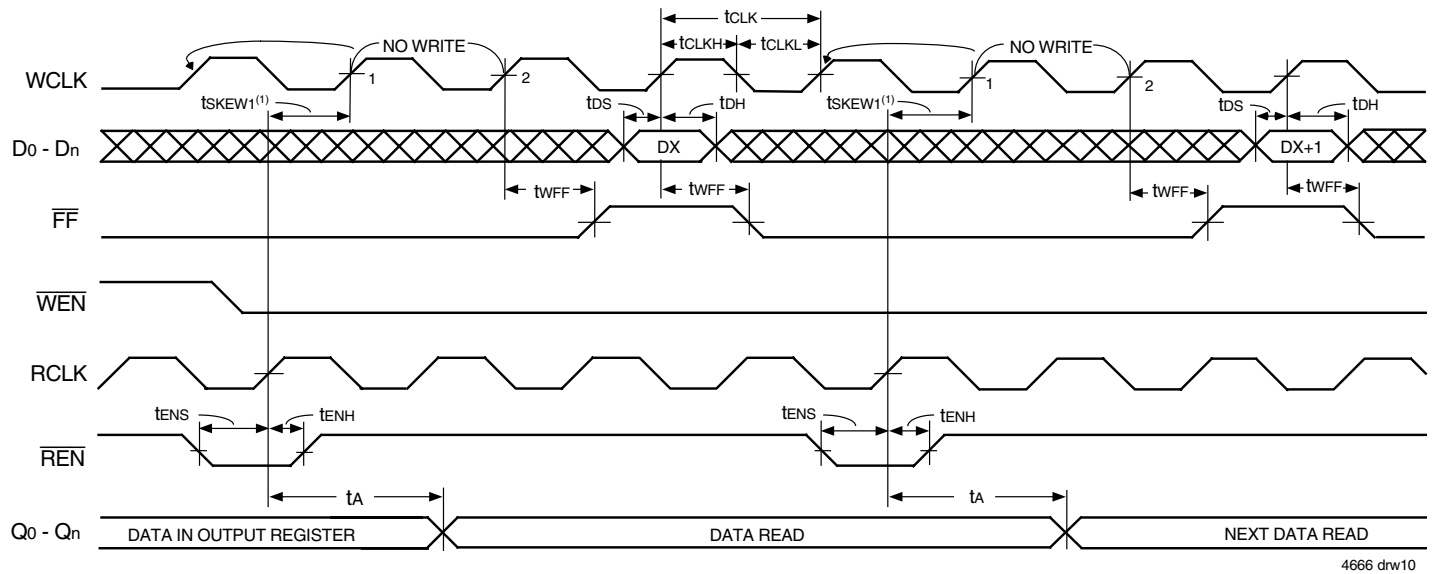 tCLK
NO WRITE tCLKH tCLKL NO WRITE
WCLK 1 2 1 2
tSKEW1(1) tDS tDH tSKEW1(1) tDS tDH
D0 - Dn DX DX+1
tWFF tWFF tWFF tWFF
FF
WEN
RCLK
tENS tENH tENS tENH
REN
tA tA
Q0 - Qn DATA IN OUTPUT REGISTER DATA READ NEXT DATA READ
4666 drw10